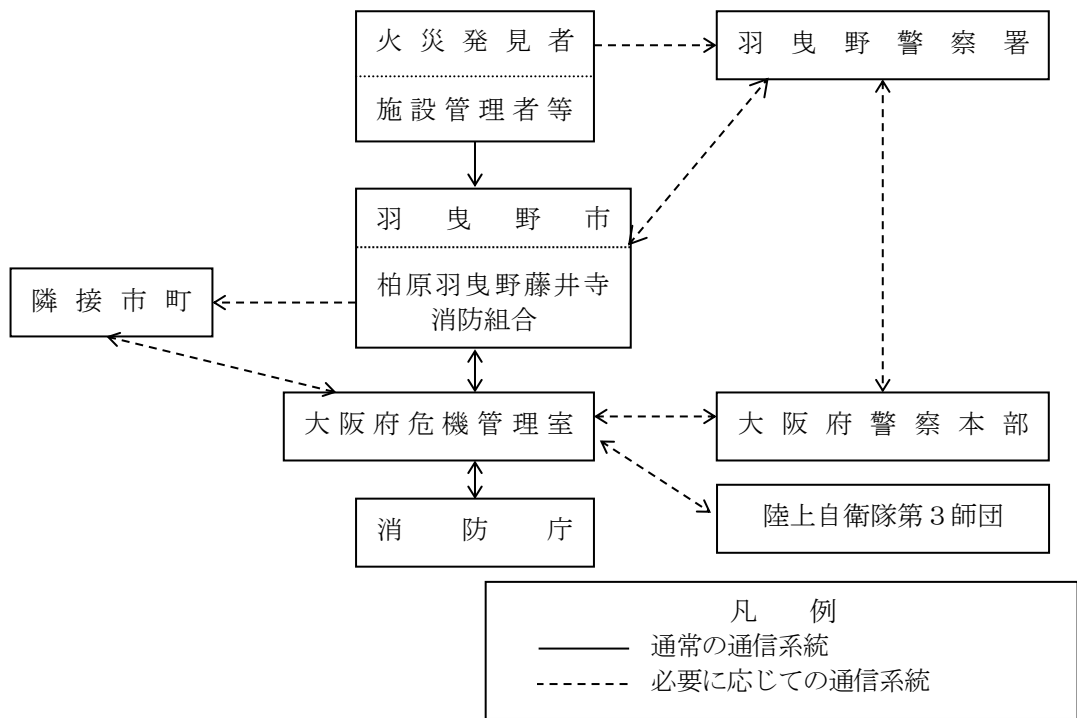 火災発見者
羽曳野警察署
施設管理者等
羽曳野市
柏原羽曳野藤井寺
消防組合
隣接市町
大阪府危機管理室
大阪府警察本部
消防庁
陸上自衛隊第３師団
凡例
通常の通信系統
必要に応じての通信系統